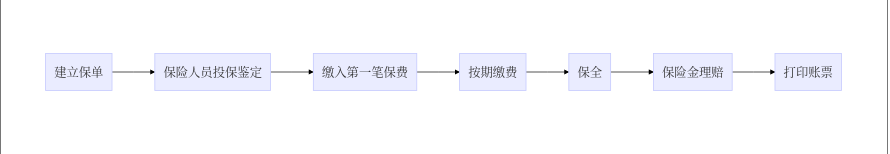 建立保单
保险人员投保鉴定
缴入第一笔保费
按期缴费
保全
保险金理赔
打印账票